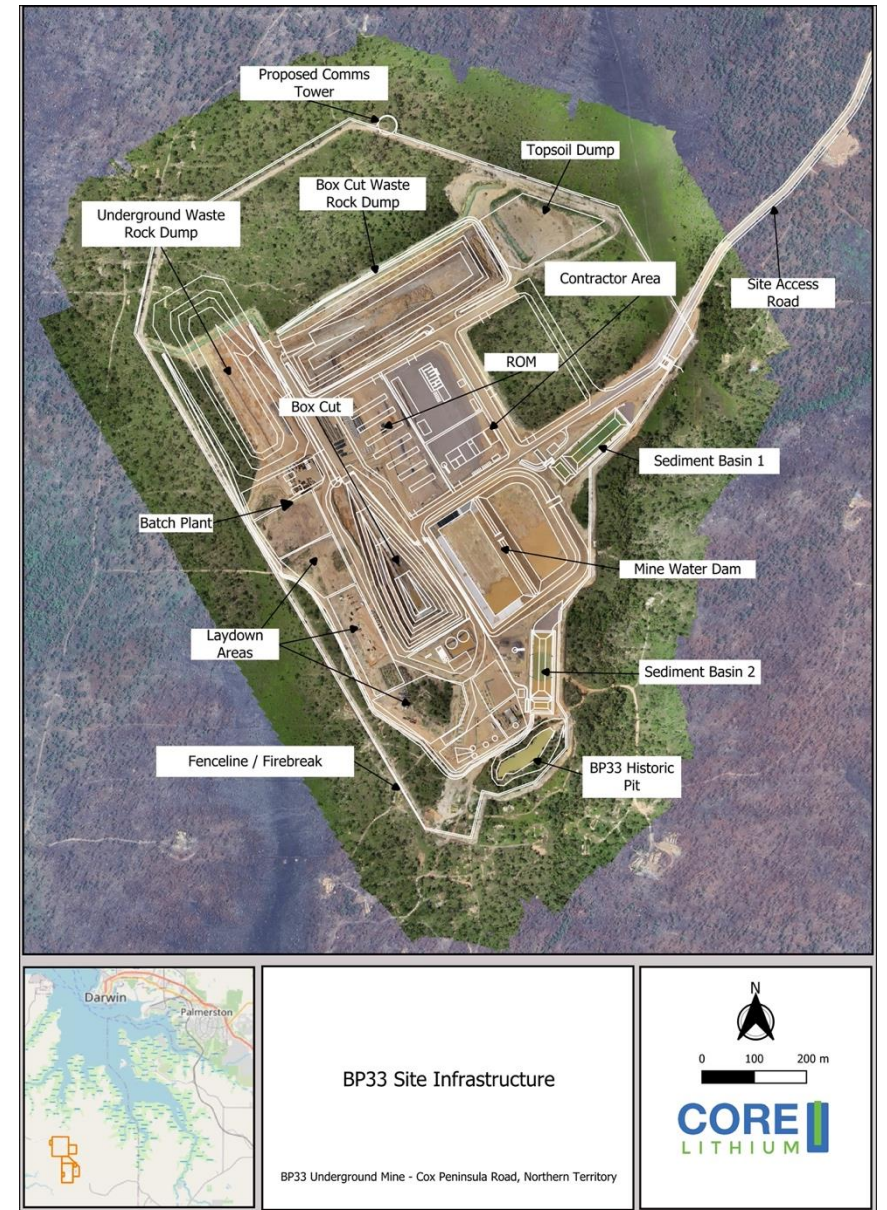 Proposed Comms
Tower
Topsoil Dump
Box Cut Waste
Rock Dump
Underground Waste
Rock Dump
Contractor Area
Site Access
Road
ROM
Box Cut
Sediment Basin 1
Batch Plant
Mine Water Dam
Laydown
Areas
Sediment Basin 2
Fenceline / Firebreak
BP33 Historic
Pit
Darwin
Palmerston
BP33 Site Infrastructure
BP33 Underground Mine - Cox Peninsula Road, Northern Territory
N
0 100 200 m
CORE
LITHIUM